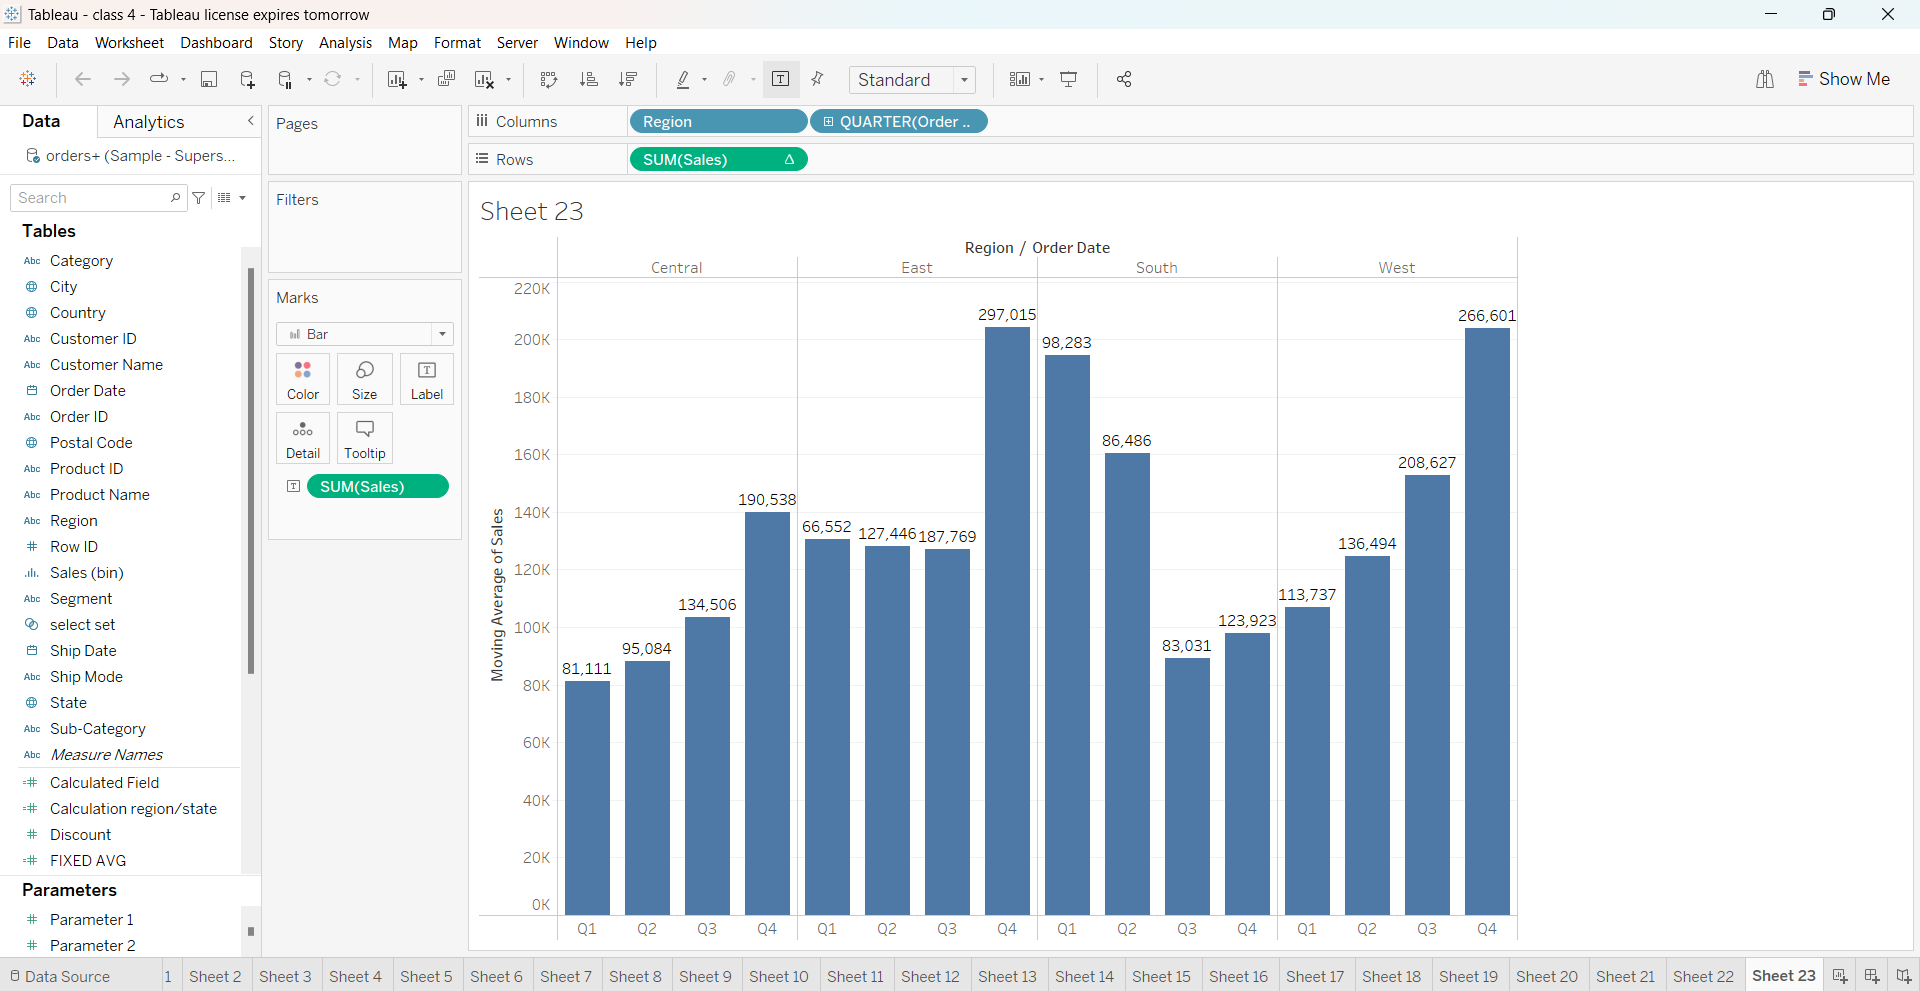 Tableau - class 4 - Tableau license expires tomorrow
File Data Worksheet Dashboard Story Analysis Map Format Server Window Help
Standard
Show Me
Data Analytics
orders+ (Sample - Supers...
Search
Tables
Abc Category
City
Country
Abc Customer ID
Abc Customer Name
Order Date
Abc Order ID
Postal Code
Abc Product ID
Abc Product Name
Abc Region
# Row ID
Sales (bin)
Abc Segment
select set
Ship Date
Abc Ship Mode
State
Abc Sub-Category
Abc Measure Names
=# Calculated Field
=# Calculation region/state
# Discount
=# FIXED AVG
Parameters
# Parameter 1
# Parameter 2
Pages
Filters
Marks
Bar
Color Size Label
Detail Tooltip
SUM(Sales)
Columns Region QUARTER(Order ..
Rows SUM(Sales) Δ
Sheet 23
Region / Order Date
Central East South West
Moving Average of Sales
220K
200K
180K
160K
140K
120K
100K
80K
60K
40K
20K
0K
81,111 95,084 134,506 190,538 66,552 127,446 187,769 297,015 98,283 86,486 83,031 123,923 113,737 136,494 208,627 266,601
Q1 Q2 Q3 Q4 Q1 Q2 Q3 Q4 Q1 Q2 Q3 Q4 Q1 Q2 Q3 Q4
Data Source 1 Sheet 2 Sheet 3 Sheet 4 Sheet 5 Sheet 6 Sheet 7 Sheet 8 Sheet 9 Sheet 10 Sheet 11 Sheet 12 Sheet 13 Sheet 14 Sheet 15 Sheet 16 Sheet 17 Sheet 18 Sheet 19 Sheet 20 Sheet 21 Sheet 22 Sheet 23